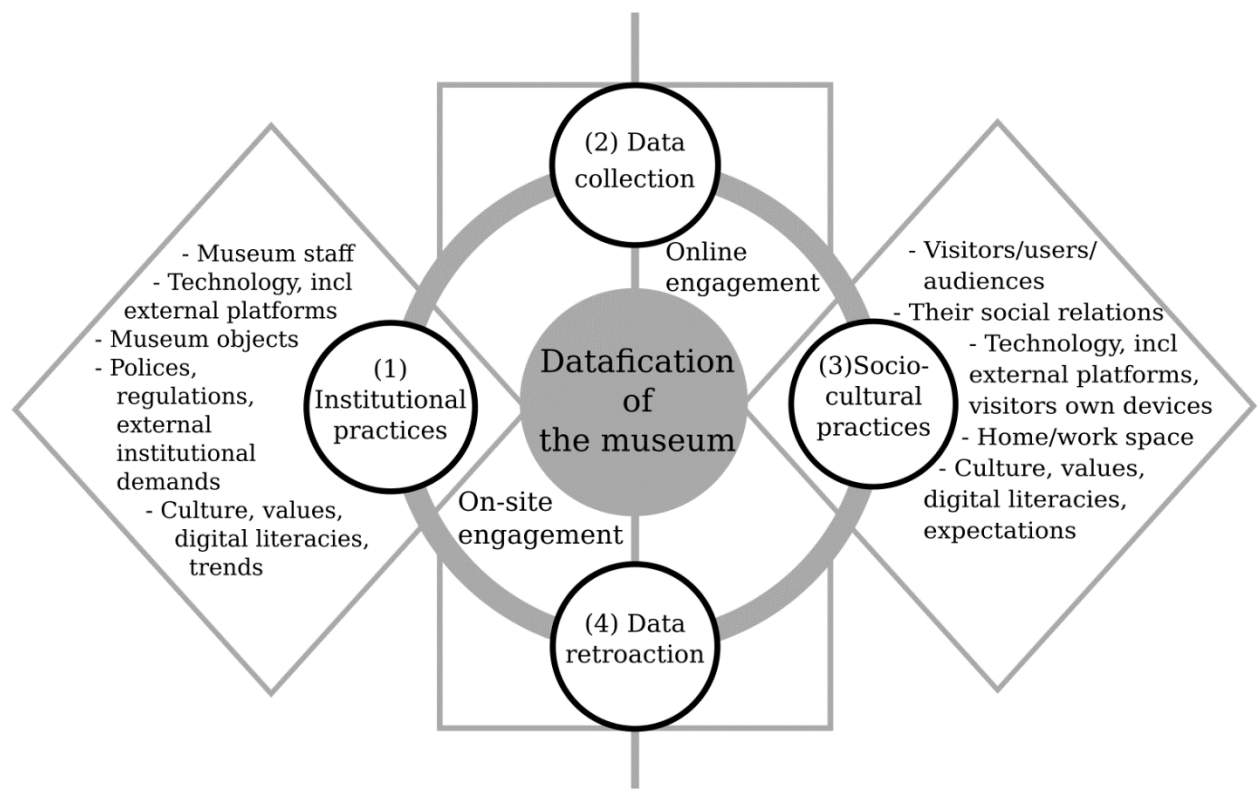 (2) Data
collection
Online
engagement
- Museum staff
- Technology, incl
external platforms
- Museum objects
- Polices,
regulations,
external
institutional
demands
- Culture, values,
digital literacies,
trends
(1)
Institutional
practices
Datafication
of
the museum
(3)Socio-
cultural
practices
- Visitors/users/
audiences
- Their social relations
- Technology, incl
external platforms,
visitors own devices
- Home/work space
- Culture, values,
digital literacies,
expectations
On-site
engagement
(4) Data
retroaction